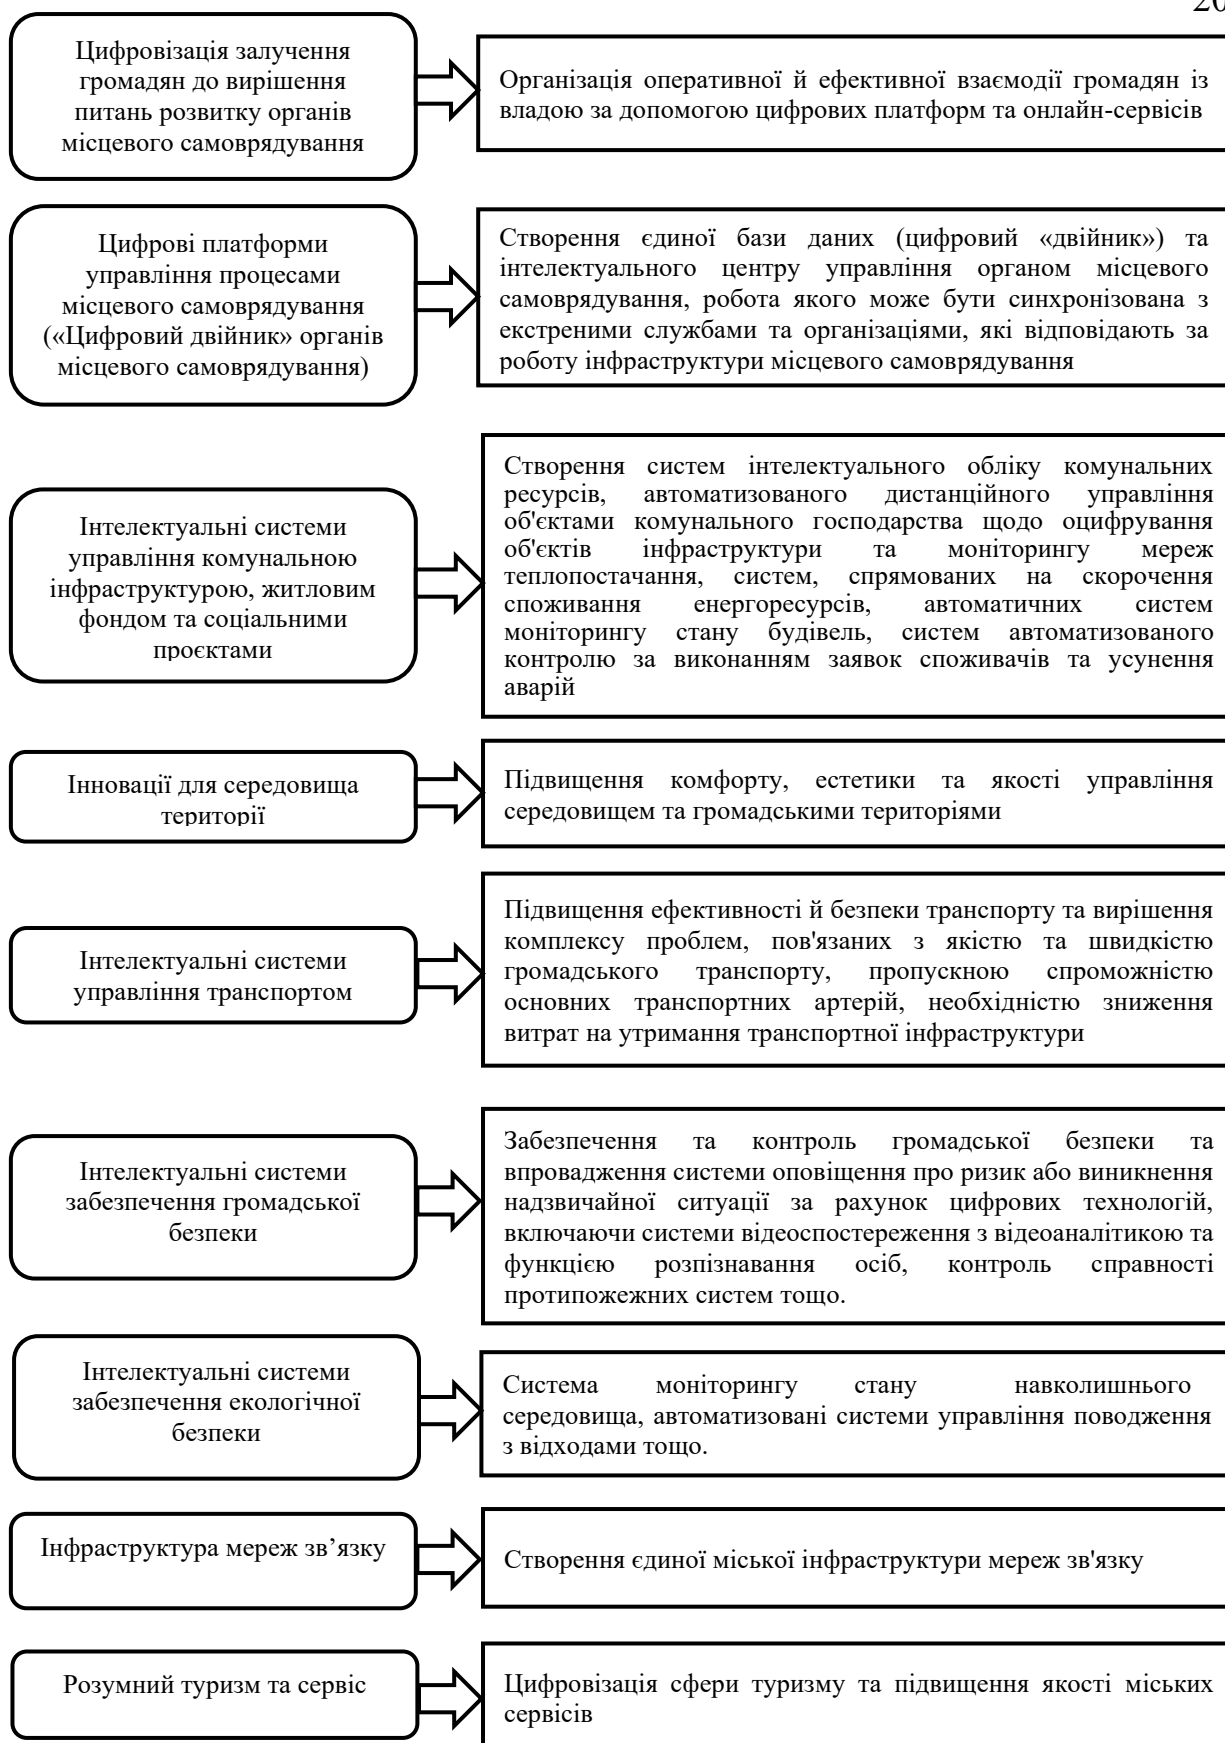 20
Цифровізація залучення
громадян до вирішення
питань розвитку органів
місцевого самоврядування
Організація оперативної й ефективної взаємодії громадян із
владою за допомогою цифрових платформ та онлайн-сервісів
Цифрові платформи
управління процесами
місцевого самоврядування
(«Цифровий двійник» органів
місцевого самоврядування)
Створення єдиної бази даних (цифровий «двійник») та
інтелектуального центру управління органом місцевого
самоврядування, робота якого може бути синхронізована з
екстреними службами та організаціями, які відповідають за
роботу інфраструктури місцевого самоврядування
Інтелектуальні системи
управління комунальною
інфраструктурою, житловим
фондом та соціальними
проєктами
Створення систем інтелектуального обліку комунальних
ресурсів, автоматизованого дистанційного управління
об'єктами комунального господарства щодо оцифрування
об'єктів інфраструктури та моніторингу мереж
теплопостачання, систем, спрямованих на скорочення
споживання енергоресурсів, автоматичних систем
моніторингу стану будівель, систем автоматизованого
контролю за виконанням заявок споживачів та усунення
аварій
Інновації для середовища
території
Підвищення комфорту, естетики та якості управління
середовищем та громадськими територіями
Інтелектуальні системи
управління транспортом
Підвищення ефективності й безпеки транспорту та вирішення
комплексу проблем, пов'язаних з якістю та швидкістю
громадського транспорту, пропускною спроможністю
основних транспортних артерій, необхідністю зниження
витрат на утримання транспортної інфраструктури
Інтелектуальні системи
забезпечення громадської
безпеки
Забезпечення та контроль громадської безпеки та
впровадження системи оповіщення про ризик або виникнення
надзвичайної ситуації за рахунок цифрових технологій,
включаючи системи відеоспостереження з відеоаналітикою та
функцією розпізнавання осіб, контроль справності
протипожежних систем тощо.
Інтелектуальні системи
забезпечення екологічної
безпеки
Система моніторингу стану навколишнього
середовища, автоматизовані системи управління поводження
з відходами тощо.
Інфраструктура мереж зв’язку
Створення єдиної міської інфраструктури мереж зв'язку
Розумний туризм та сервіс
Цифровізація сфери туризму та підвищення якості міських
сервісів